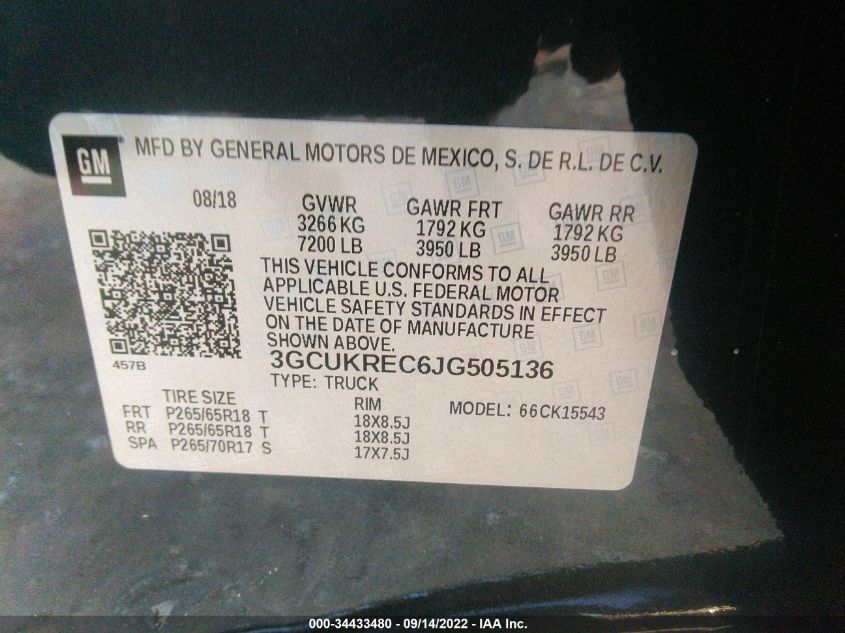 GM
MFD BY GENERAL MOTORS DE MEXICO, S. DE R.L. DE C.V.
08/18
GVWR GAWR FRT GAWR RR
3266 KG 1792 KG 1792 KG
7200 LB 3950 LB 3950 LB
THIS VEHICLE CONFORMS TO ALL
APPLICABLE U.S. FEDERAL MOTOR
VEHICLE SAFETY STANDARDS IN EFFECT
ON THE DATE OF MANUFACTURE
SHOWN ABOVE.
457B
3GCUKREC6JG505136
TYPE: TRUCK
TIRE SIZE RIM MODEL: 66CK15543
FRT P265/65R18 T 18X8.5J
RR P265/65R18 T 18X8.5J
SPA P265/70R17 S 17X7.5J
000-34433480 - 09/14/2022 - IAA Inc.